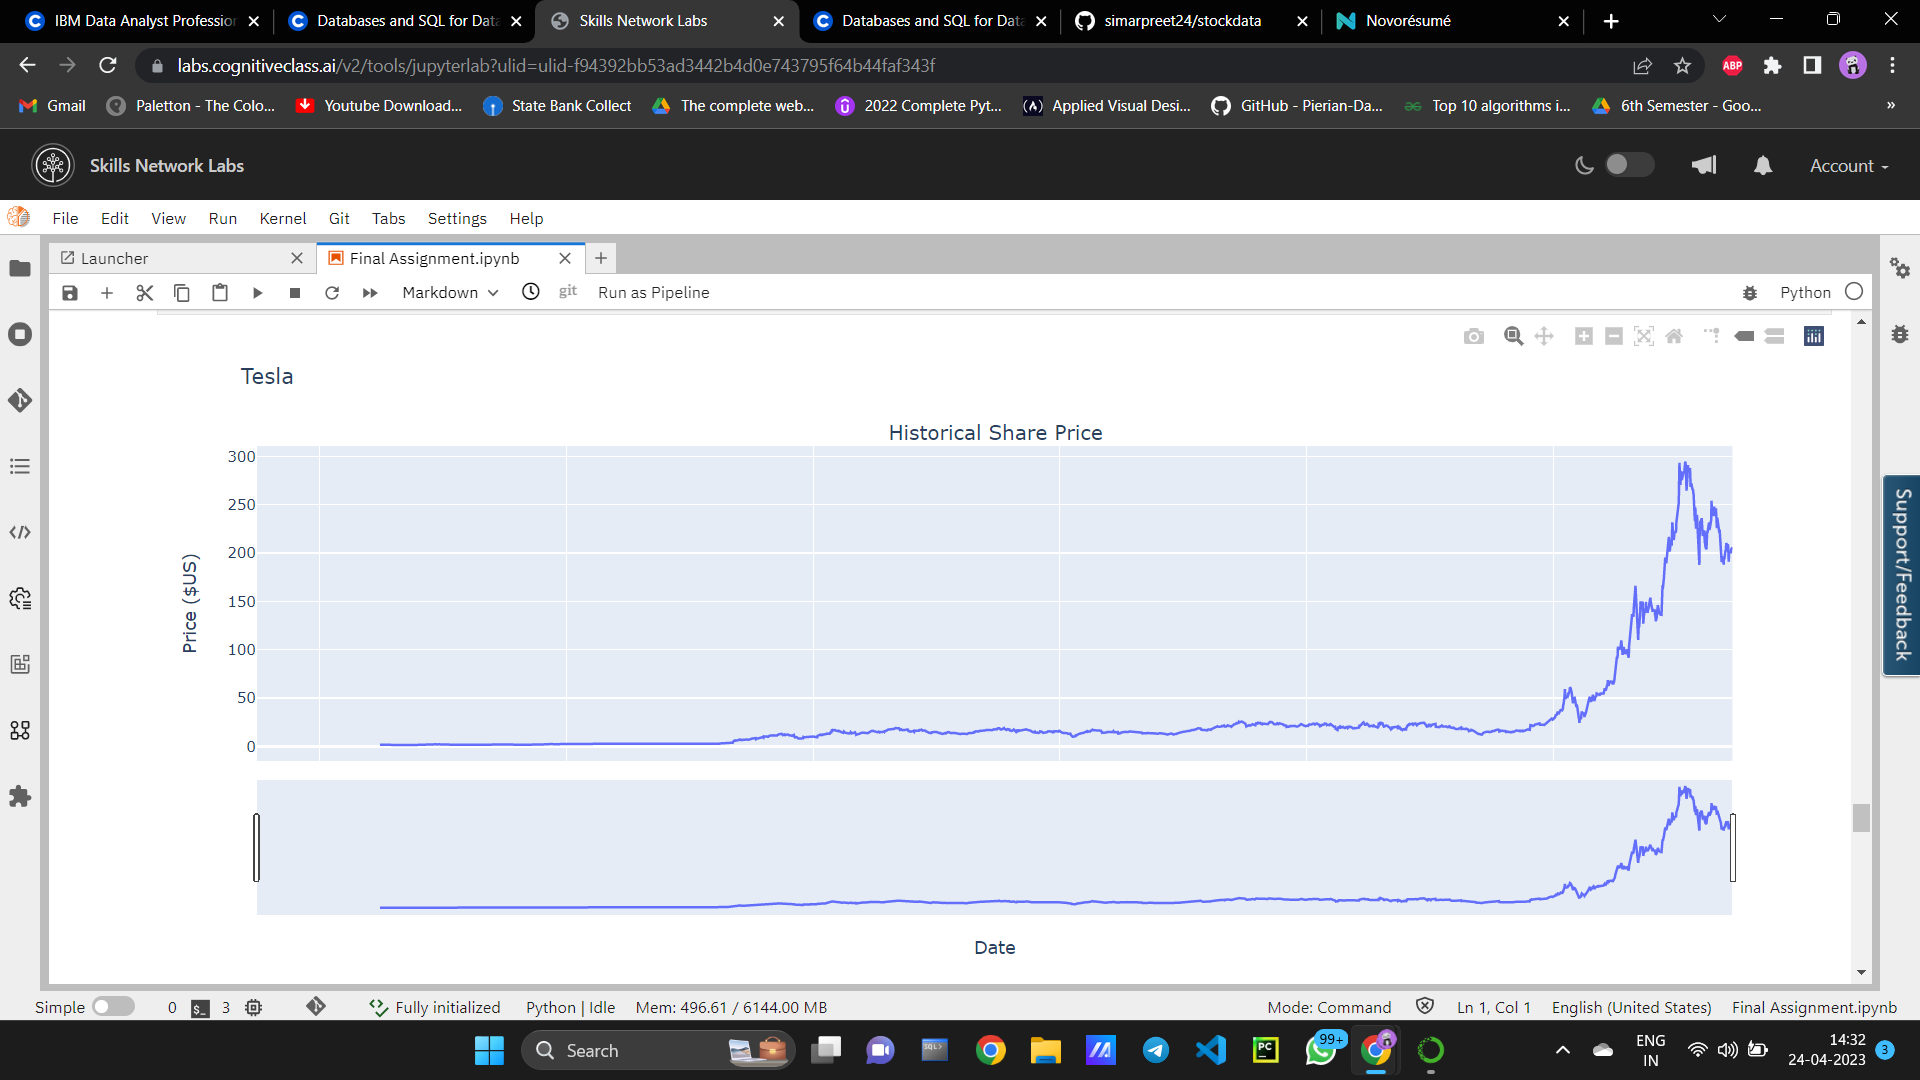 IBM Data Analyst Profession
Databases and SQL for Data
Skills Network Labs
Databases and SQL for Data
simarpreet24/stockdata
Novorésumé
labs.cognitiveclass.ai/v2/tools/jupyterlab?ulid=ulid-f94392bb53ad3442b4d0e743795f64b44faf343f
ABP
Gmail
Paletton - The Colo...
Youtube Download...
State Bank Collect
The complete web...
2022 Complete Pyt...
Applied Visual Desi...
GitHub - Pierian-Da...
Top 10 algorithms i...
6th Semester - Goo...
»
Skills Network Labs
Account
File Edit View Run Kernel Git Tabs Settings Help
Launcher
Final Assignment.ipynb
Markdown
git
Run as Pipeline
Python
Tesla
Historical Share Price
300
250
200
150
100
50
0
Price ($US)
Date
Support/Feedback
Simple
0
3
Fully initialized
Python | Idle
Mem: 496.61 / 6144.00 MB
Mode: Command
Ln 1, Col 1
English (United States)
Final Assignment.ipynb
Search
SQL>
PC
99+
ENG
IN
14:32
24-04-2023
3